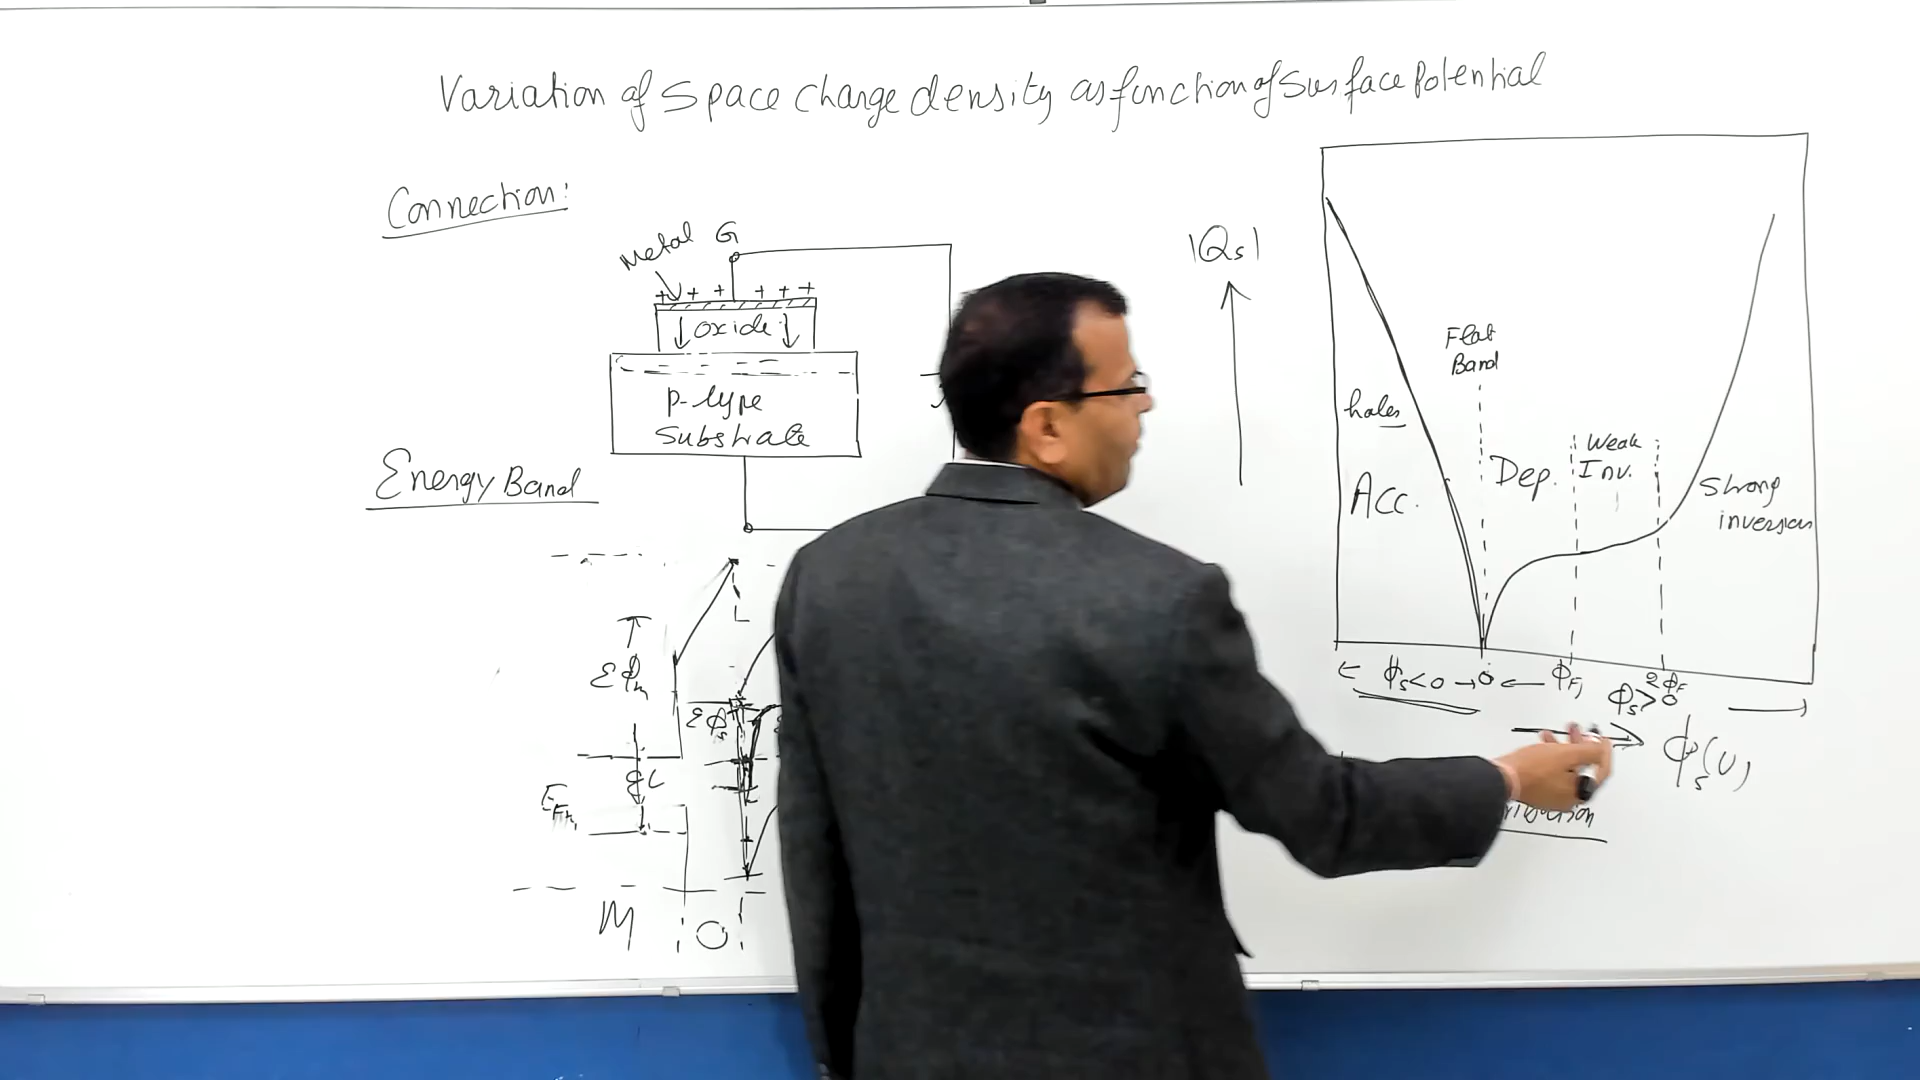 Variation of space charge density as function of Surface Potential
Connection:
Metal G
+ + + + + +
oxide
p-type
Substrate
Energy Band
M
O
|Qs|
Flat
Band
holes
Acc.
Dep.
Weak
Inv.
Strong
inversion
ϕs<0
0
ϕF,
2ϕF
ϕs>0
ϕs(V)